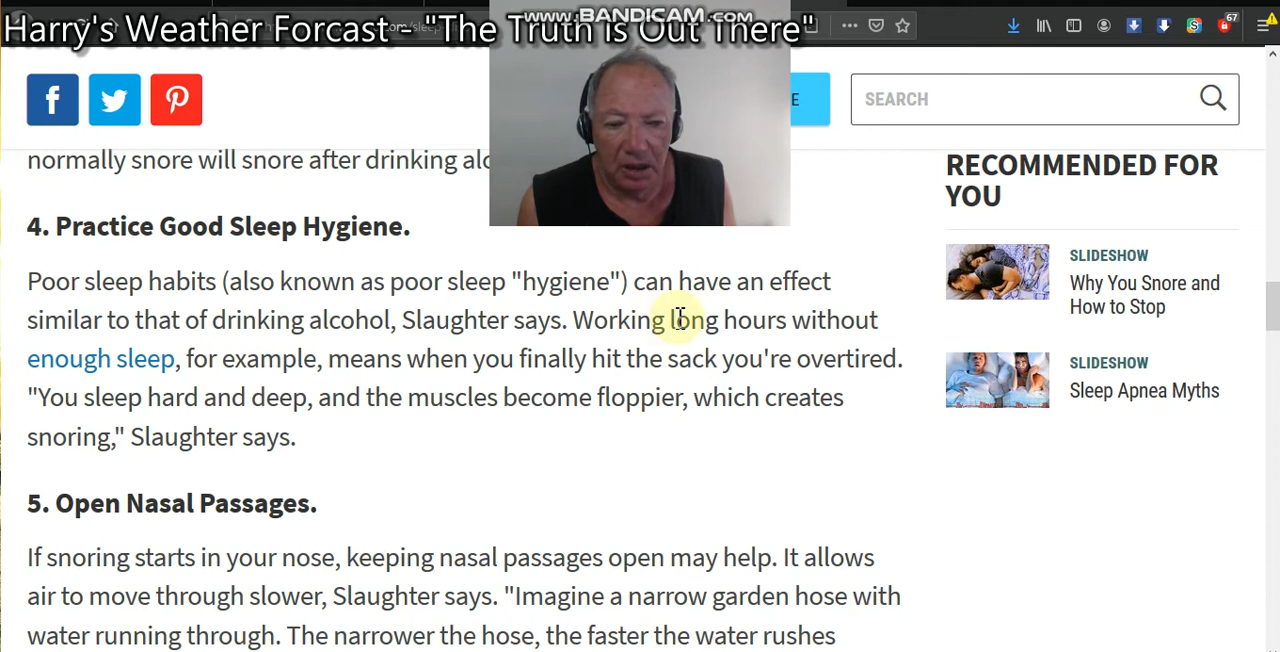 www.BANDICAM.com
Harry's Weather Forcast - "The Truth is Out There"
67
f
E
SEARCH
normally snore will snore after drinking alc
4. Practice Good Sleep Hygiene.
Poor sleep habits (also known as poor sleep "hygiene") can have an effect
similar to that of drinking alcohol, Slaughter says. Working long hours without
enough sleep, for example, means when you finally hit the sack you're overtired.
"You sleep hard and deep, and the muscles become floppier, which creates
snoring," Slaughter says.
5. Open Nasal Passages.
If snoring starts in your nose, keeping nasal passages open may help. It allows
air to move through slower, Slaughter says. "Imagine a narrow garden hose with
water running through. The narrower the hose, the faster the water rushes
RECOMMENDED FOR
YOU
SLIDESHOW
Why You Snore and
How to Stop
SLIDESHOW
Sleep Apnea Myths